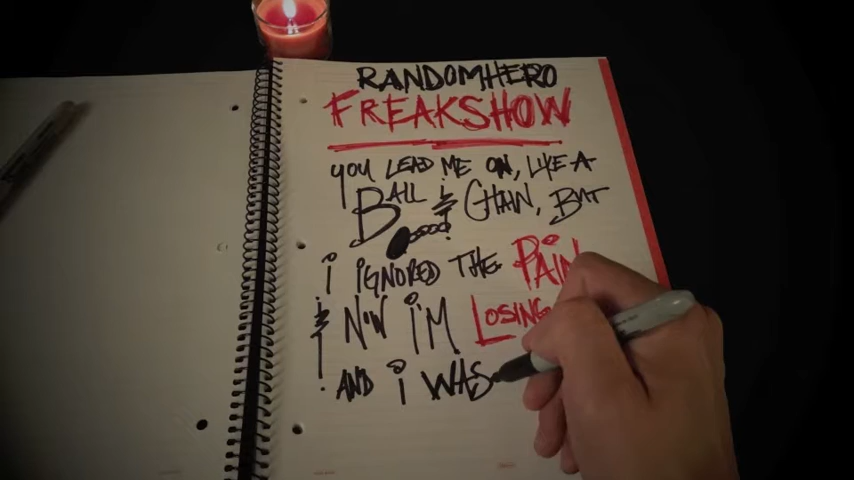 RANDOMHERO
FREAKSHOW
YOU LEAD ME ON, LIKE A
BALL & CHAIN, BUT
i iGNORED THE PAIN
& NOW i'M LOSING
AND i WAS